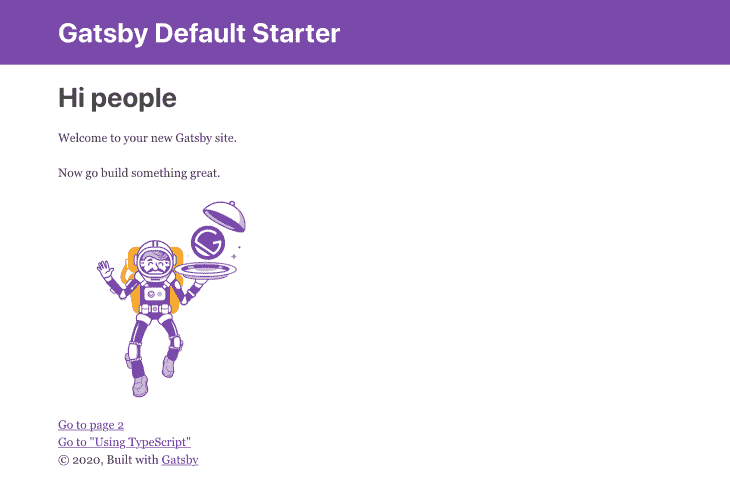 Gatsby Default Starter
Hi people
Welcome to your new Gatsby site.
Now go build something great.
Go to page 2
Go to "Using TypeScript"
© 2020, Built with Gatsby